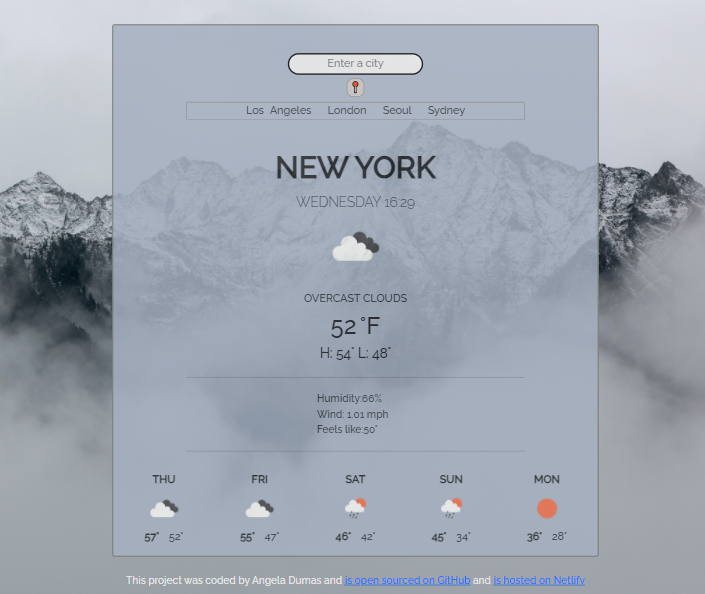 Enter a city
Los Angeles London Seoul Sydney
NEW YORK
WEDNESDAY 16:29
OVERCAST CLOUDS
52°F
H: 54° L: 48°
Humidity:66%
Wind: 1.01 mph
Feels like:50°
THU FRI SAT SUN MON
57° 52° 55° 47° 46° 42° 45° 34° 36° 28°
This project was coded by Angela Dumas and is open sourced on GitHub and is hosted on Netlify